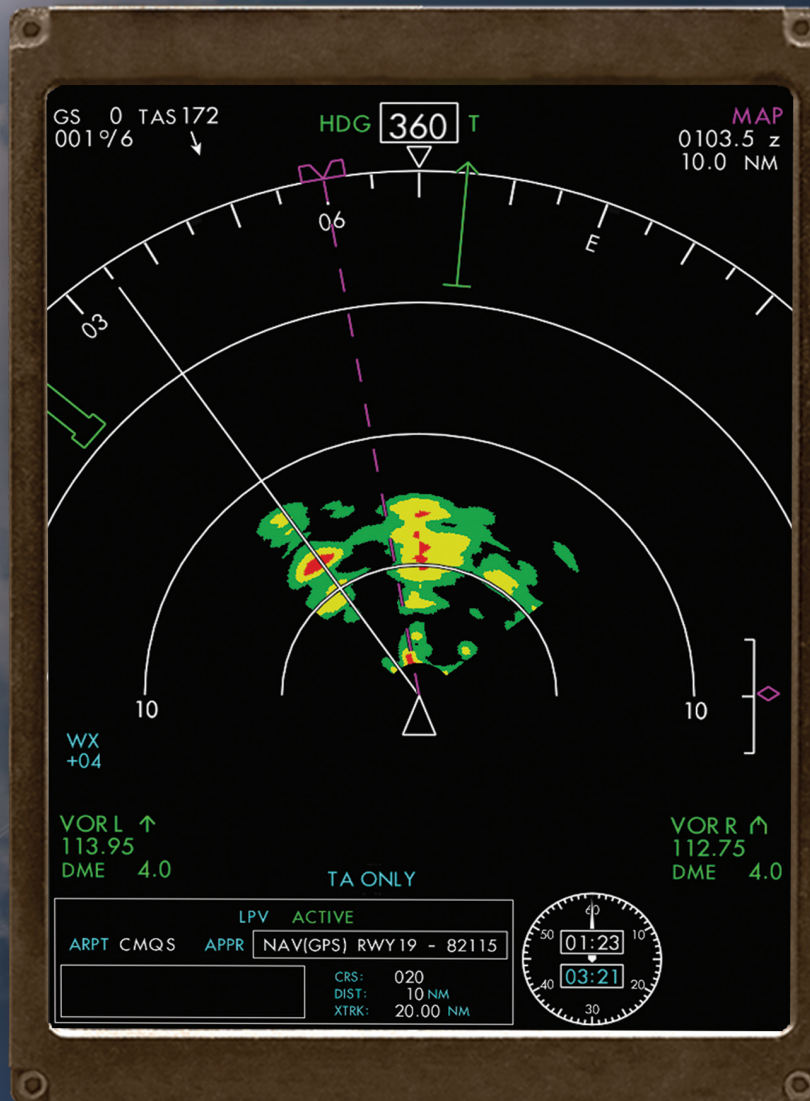 GS 0 TAS 172
001°/6
HDG 360 T
MAP
0103.5 z
10.0 NM
03
06
E
10
10
WX
+04
VOR L ↑
113.95
DME 4.0
VOR R
112.75
DME 4.0
TA ONLY
LPV ACTIVE
ARPT CMQS APPR NAV(GPS) RWY19 - 82115
CRS: 020
DIST: 10 NM
XTRK: 20.00 NM
60
50 10
01:23
03:21
40 20
30